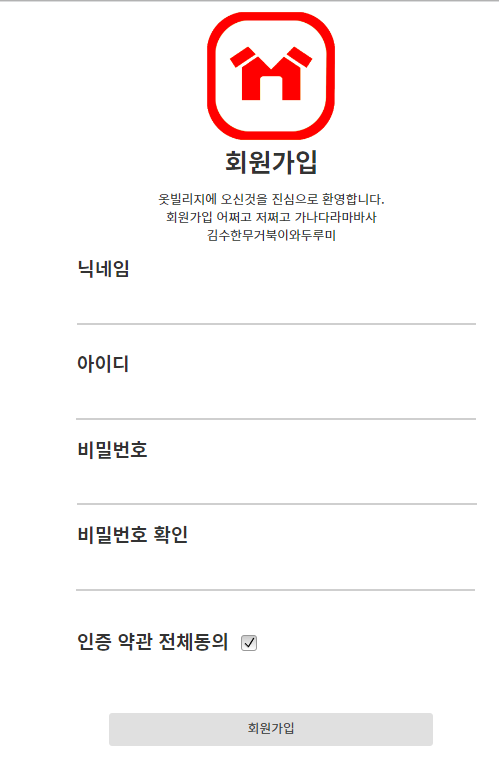 회원가입
옷빌리지에 오신것을 진심으로 환영합니다.
회원가입 어쩌고 저쩌고 가나다라마바사
김수한무거북이와두루미
닉네임
아이디
비밀번호
비밀번호 확인
인증 약관 전체동의
회원가입